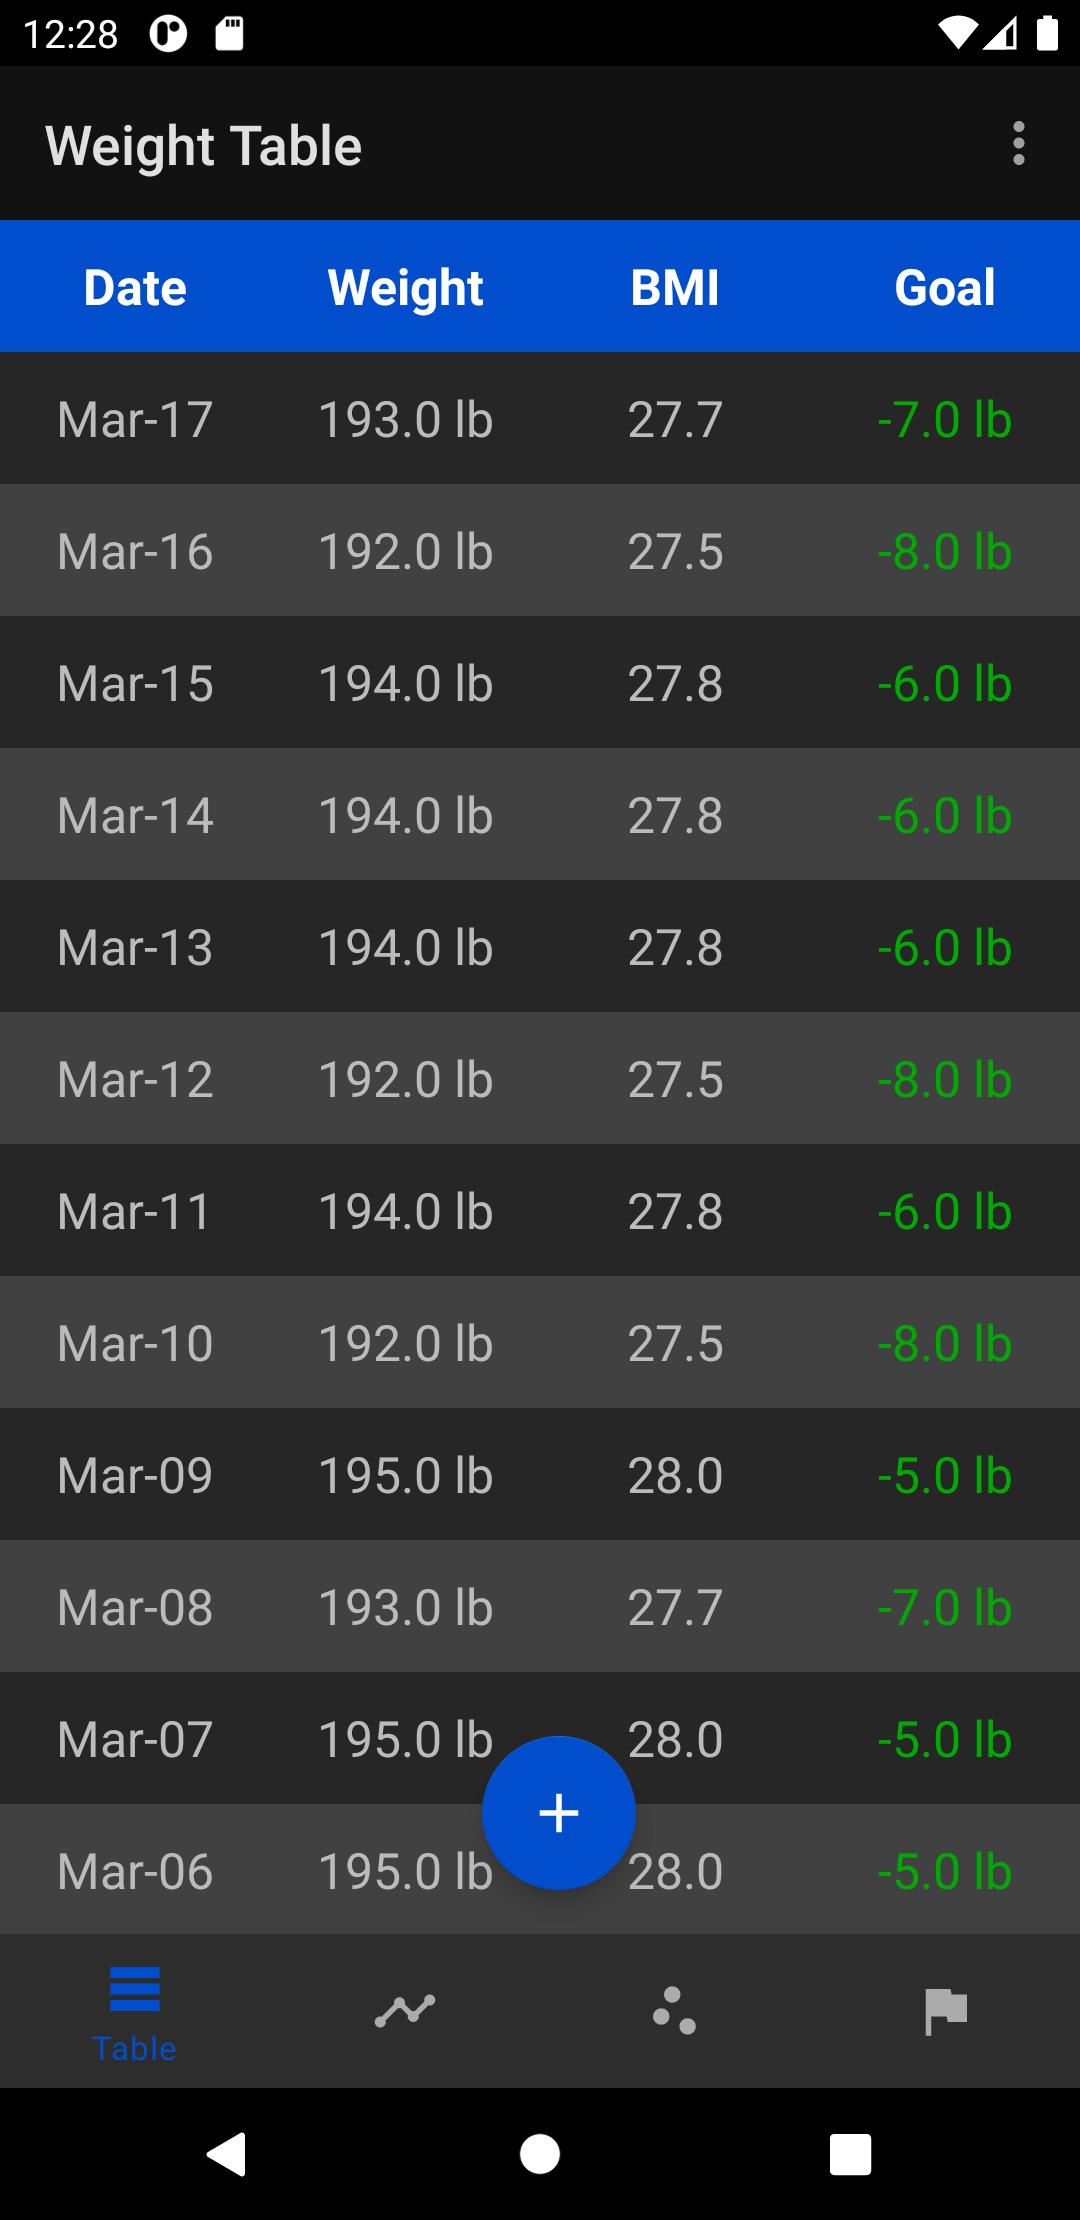 12:28
Weight Table
Date Weight BMI Goal
Mar-17 193.0 lb 27.7 -7.0 lb
Mar-16 192.0 lb 27.5 -8.0 lb
Mar-15 194.0 lb 27.8 -6.0 lb
Mar-14 194.0 lb 27.8 -6.0 lb
Mar-13 194.0 lb 27.8 -6.0 lb
Mar-12 192.0 lb 27.5 -8.0 lb
Mar-11 194.0 lb 27.8 -6.0 lb
Mar-10 192.0 lb 27.5 -8.0 lb
Mar-09 195.0 lb 28.0 -5.0 lb
Mar-08 193.0 lb 27.7 -7.0 lb
Mar-07 195.0 lb 28.0 -5.0 lb
Mar-06 195.0 lb 28.0 -5.0 lb
Table